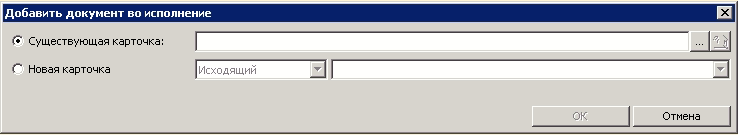 Добавить документ во исполнение
Существующая карточка: ...
Новая карточка Исходящий
OK Отмена